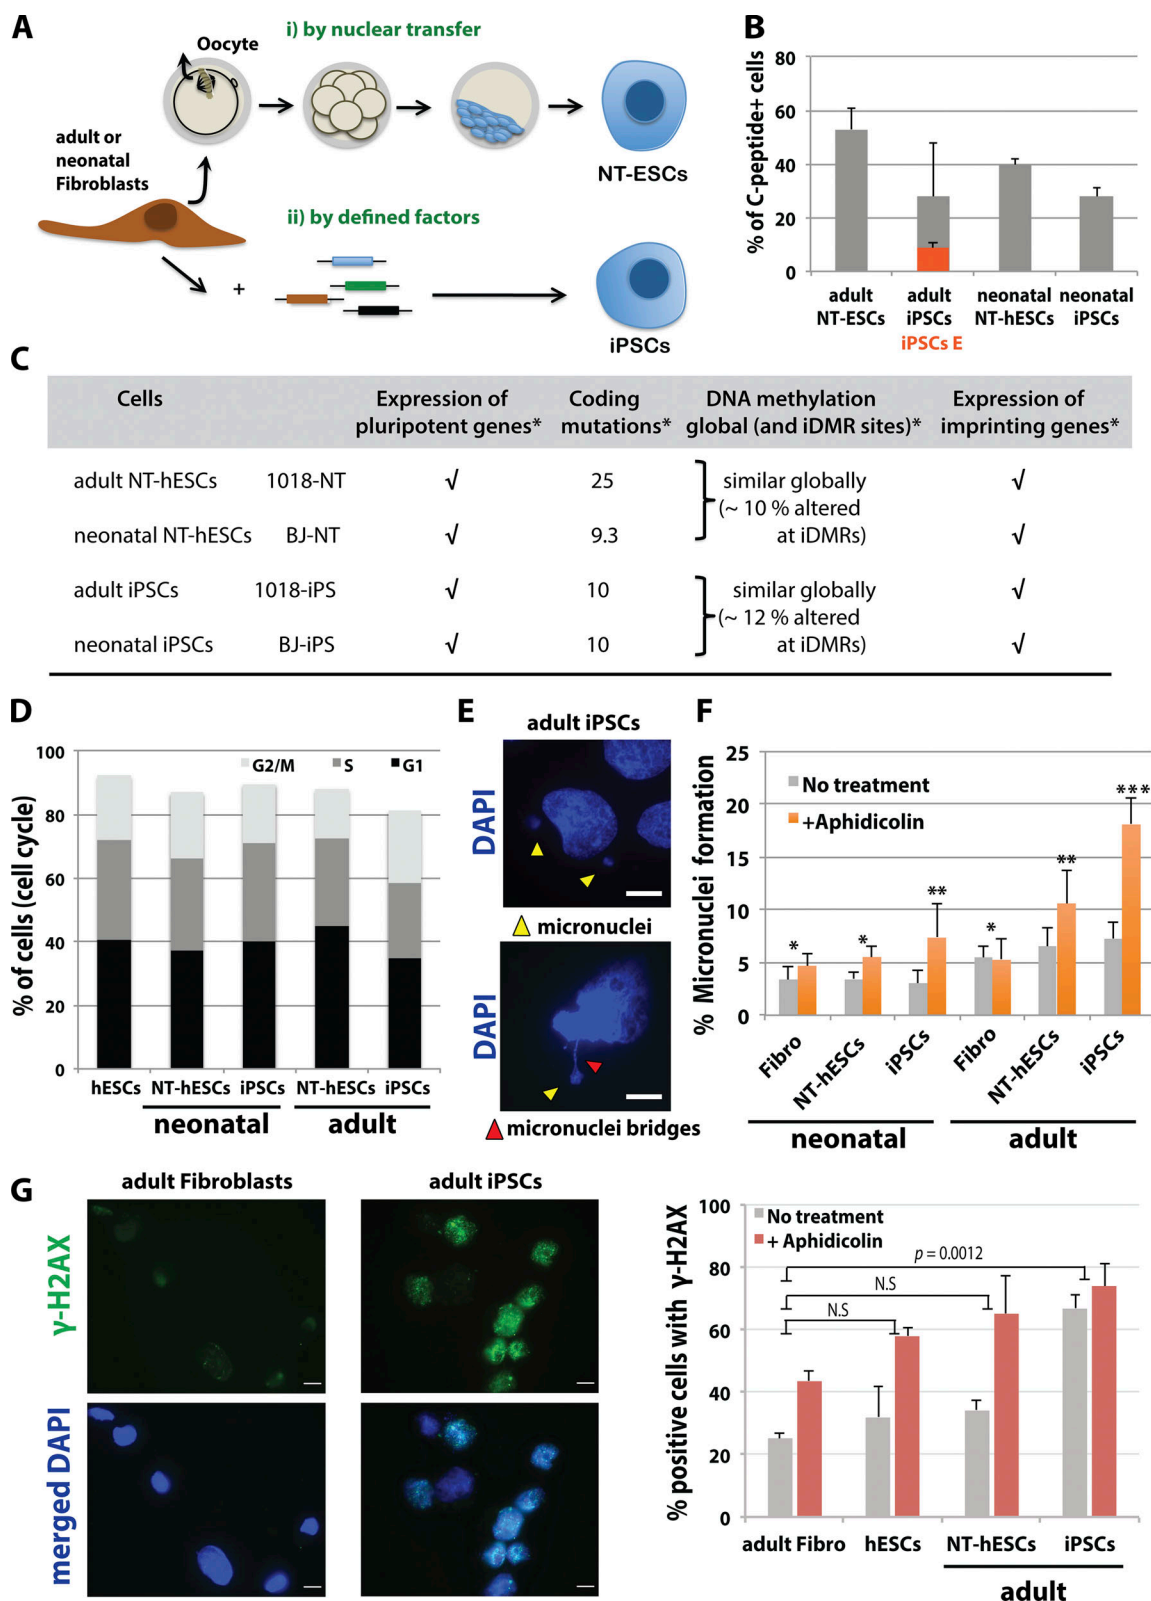 A
i) by nuclear transfer
Oocyte
adult or
neonatal
Fibroblasts
NT-ESCs
ii) by defined factors
+
iPSCs
B
% of C-peptide+ cells
80
60
40
20
0
adult
NT-ESCs
adult
iPSCs
iPSCs E
neonatal
NT-hESCs
neonatal
iPSCs
C
Cells
Expression of
pluripotent genes*
Coding
mutations*
DNA methylation
global (and iDMR sites)*
Expression of
imprinting genes*
adult NT-hESCs 1018-NT √ 25 √
neonatal NT-hESCs BJ-NT √ 9.3 √
similar globally
(~ 10 % altered
at iDMRs)
adult iPSCs 1018-iPS √ 10 √
neonatal iPSCs BJ-iPS √ 10 √
similar globally
(~ 12 % altered
at iDMRs)
D
% of cells (cell cycle)
100
80
60
40
20
0
G2/M S G1
hESCs NT-hESCs iPSCs NT-hESCs iPSCs
neonatal adult
E
adult iPSCs
DAPI
micronuclei
DAPI
micronuclei bridges
F
% Micronuclei formation
25
20
15
10
5
0
No treatment
+Aphidicolin
* * ** * ** ***
Fibro NT-hESCs iPSCs Fibro NT-hESCs iPSCs
neonatal adult
G
adult Fibroblasts adult iPSCs
γ-H2AX
merged DAPI
% positive cells with γ-H2AX
100
80
60
40
20
0
No treatment
+ Aphidicolin
p = 0.0012
N.S
N.S
adult Fibro hESCs NT-hESCs iPSCs
adult